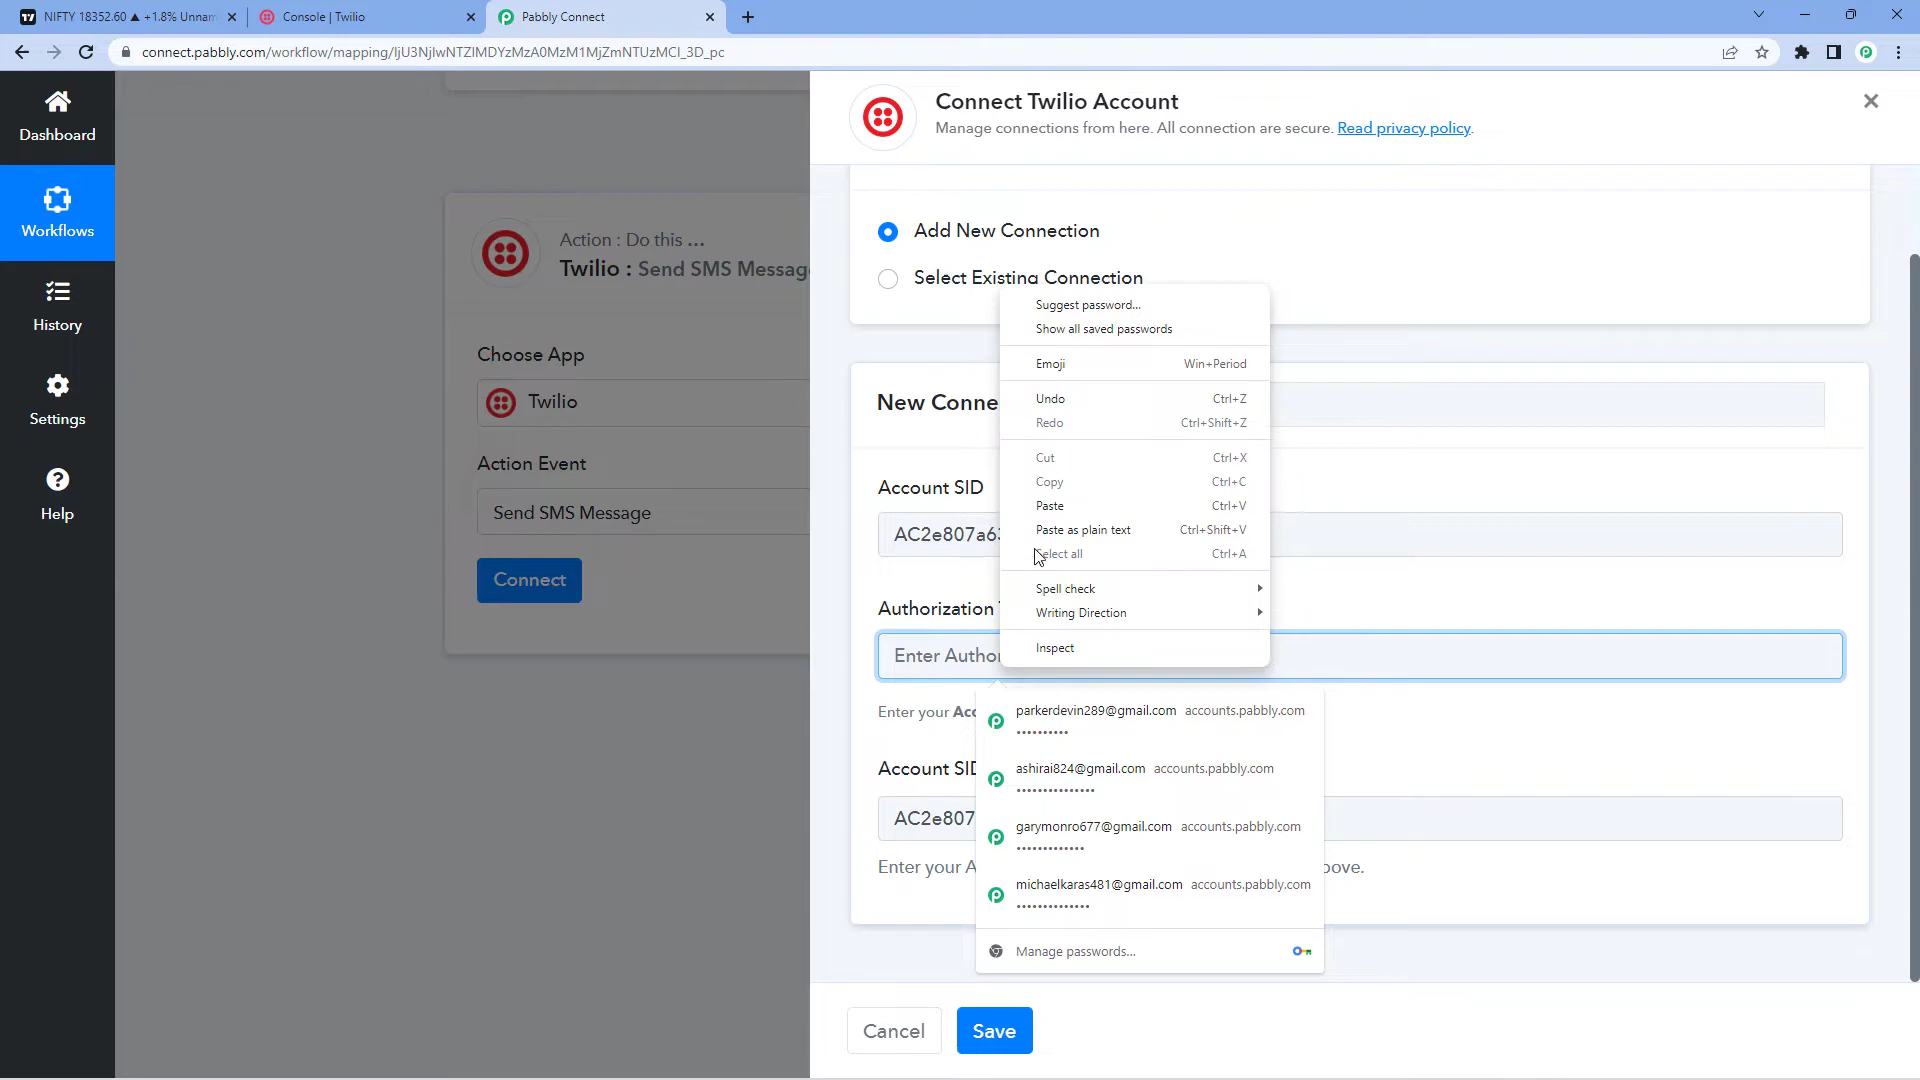 NIFTY 18352.60 ▲ +1.8% Unnam
Console | Twilio
Pabbly Connect
connect.pabbly.com/workflow/mapping/IjU3NjIwNTZlMDYzMzA0MzM1MjZmNTUzMCI_3D_pc
Dashboard
Workflows
History
Settings
Help
Action : Do this ...
Twilio : Send SMS Message
Choose App
Twilio
Action Event
Send SMS Message
Connect
Connect Twilio Account
Manage connections from here. All connection are secure. Read privacy policy.
Add New Connection
Select Existing Connection
New Conne
Account SID
AC2e807a63
Authorization
Enter Author
Enter your Acc
Account SID
AC2e807
Enter your A
bove.
Suggest password...
Show all saved passwords
Emoji Win+Period
Undo Ctrl+Z
Redo Ctrl+Shift+Z
Cut Ctrl+X
Copy Ctrl+C
Paste Ctrl+V
Paste as plain text Ctrl+Shift+V
Select all Ctrl+A
Spell check
Writing Direction
Inspect
parkerdevin289@gmail.com accounts.pabbly.com
••••••••••
ashirai824@gmail.com accounts.pabbly.com
•••••••••••••••
garymonro677@gmail.com accounts.pabbly.com
•••••••••••••
michaelkaras481@gmail.com accounts.pabbly.com
••••••••••••••
Manage passwords...
Cancel
Save